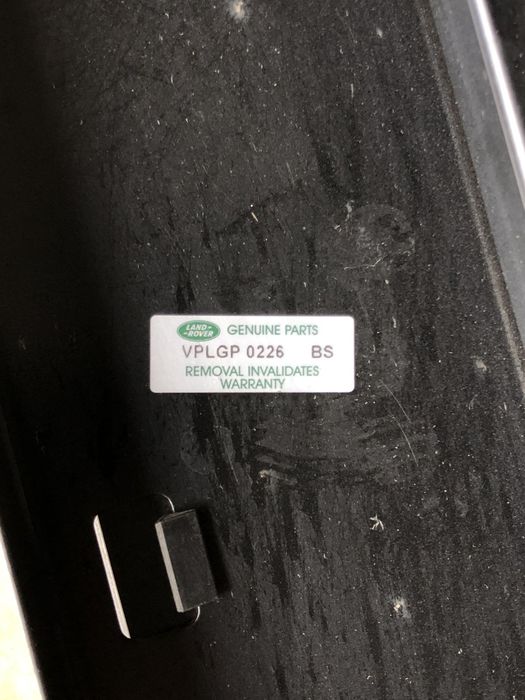 LAND-
-ROVER
GENUINE PARTS
VPLGP 0226 BS
REMOVAL INVALIDATES
WARRANTY